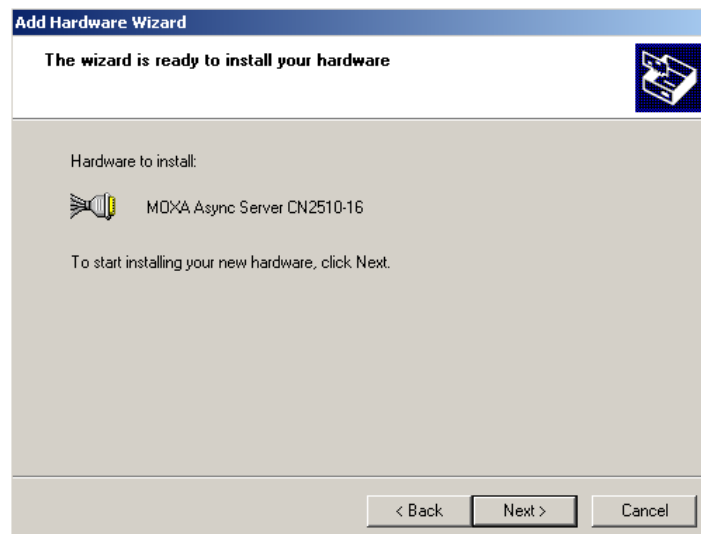 Add Hardware Wizard
The wizard is ready to install your hardware
Hardware to install:
MOXA Async Server CN2510-16
To start installing your new hardware, click Next.
< Back Next > Cancel